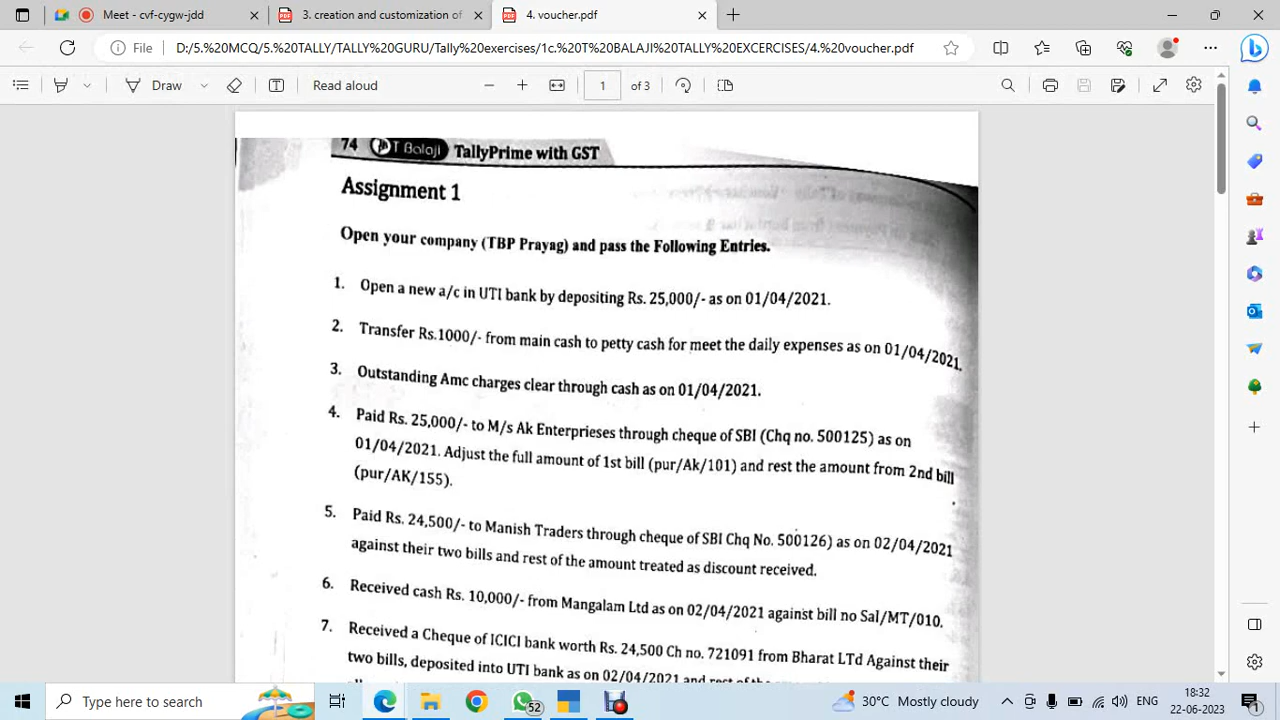 Meet - cvf-cygw-jdd
3. creation and customization of
4. voucher.pdf
File
D:/5.%20MCQ/5.%20TALLY/TALLY%20GURU/Tally%20exercises/1c.%20T%20BALAJI%20TALLY%20EXCERCISES/4.%20voucher.pdf
Draw
Read aloud
1 of 3
74 T Balaji TallyPrime with GST
Assignment 1
Open your company (TBP Prayag) and pass the Following Entries.
1. Open a new a/c in UTI bank by depositing Rs. 25,000/- as on 01/04/2021.
2. Transfer Rs.1000/- from main cash to petty cash for meet the daily expenses as on 01/04/2021.
3. Outstanding Amc charges clear through cash as on 01/04/2021.
4. Paid Rs. 25,000/- to M/s Ak Enterprieses through cheque of SBI (Chq no. 500125) as on
01/04/2021. Adjust the full amount of 1st bill (pur/Ak/101) and rest the amount from 2nd bill
(pur/AK/155).
5. Paid Rs. 24,500/- to Manish Traders through cheque of SBI Chq No. 500126) as on 02/04/2021
against their two bills and rest of the amount treated as discount received.
6. Received cash Rs. 10,000/- from Mangalam Ltd as on 02/04/2021 against bill no Sal/MT/010.
7. Received a Cheque of ICICI bank worth Rs. 24,500 Ch no. 721091 from Bharat LTd Against their
two bills, deposited into UTI bank as on 02/04/2021 and rest of the
Type here to search
52
30°C Mostly cloudy
ENG
18:32
22-06-2023
1